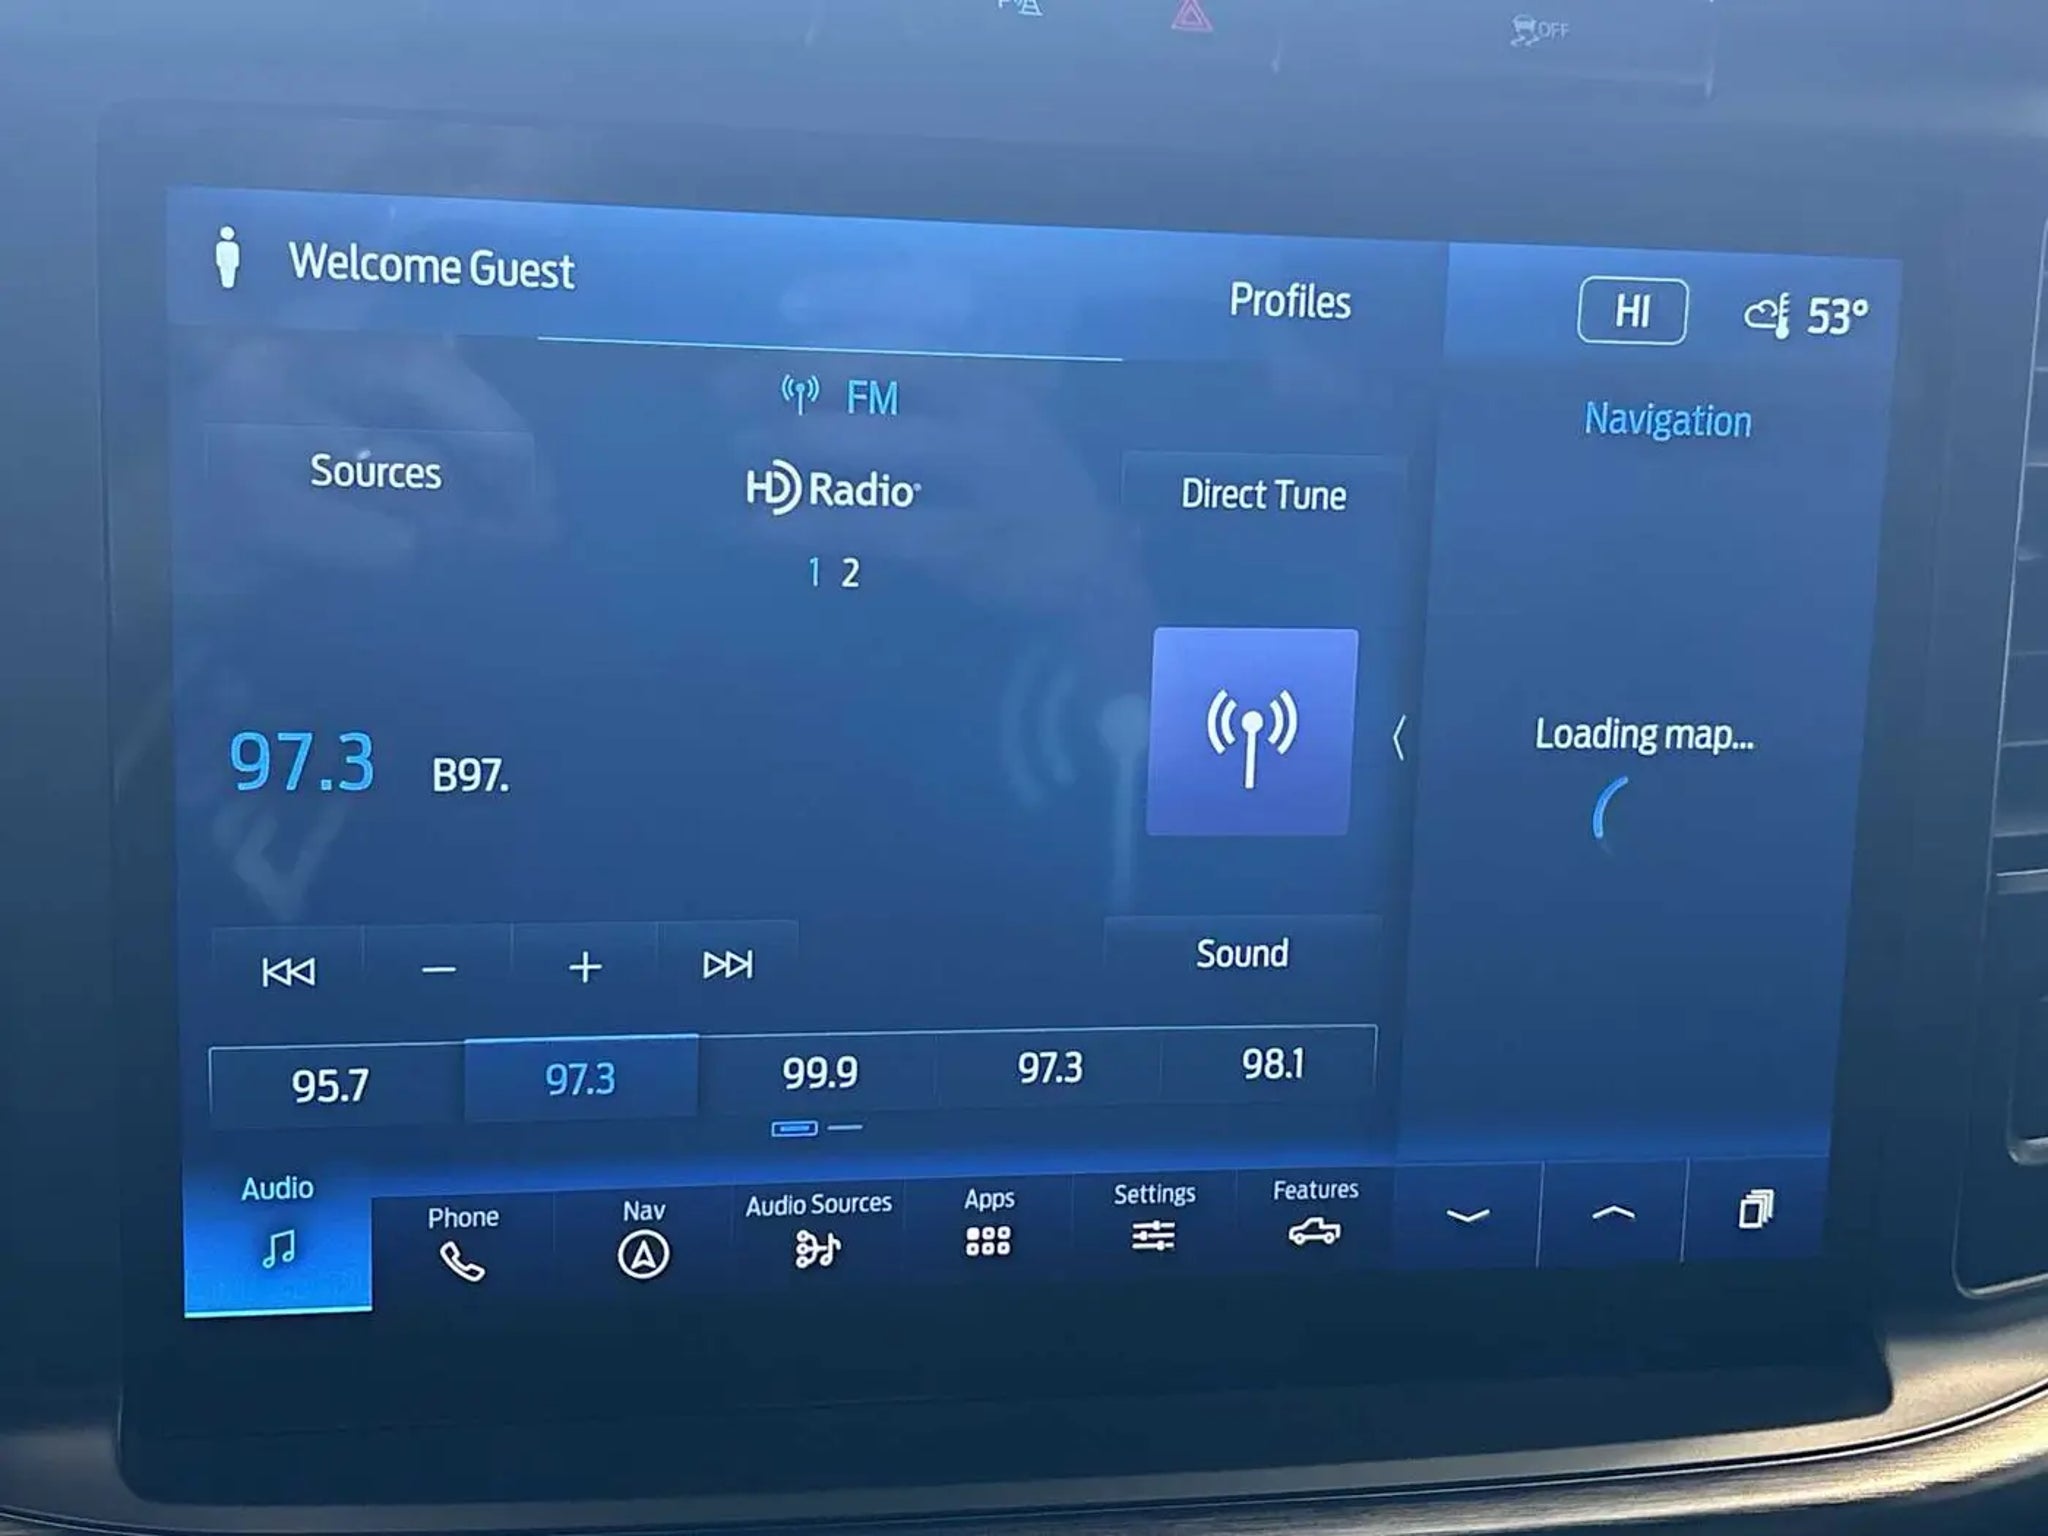 OFF
Welcome Guest
Profiles
HI
53°
FM
Navigation
Sources
HD Radio®
Direct Tune
1 2
97.3
B97.
Loading map...
Sound
95.7
97.3
99.9
97.3
98.1
Audio
Phone
Nav
Audio Sources
Apps
Settings
Features